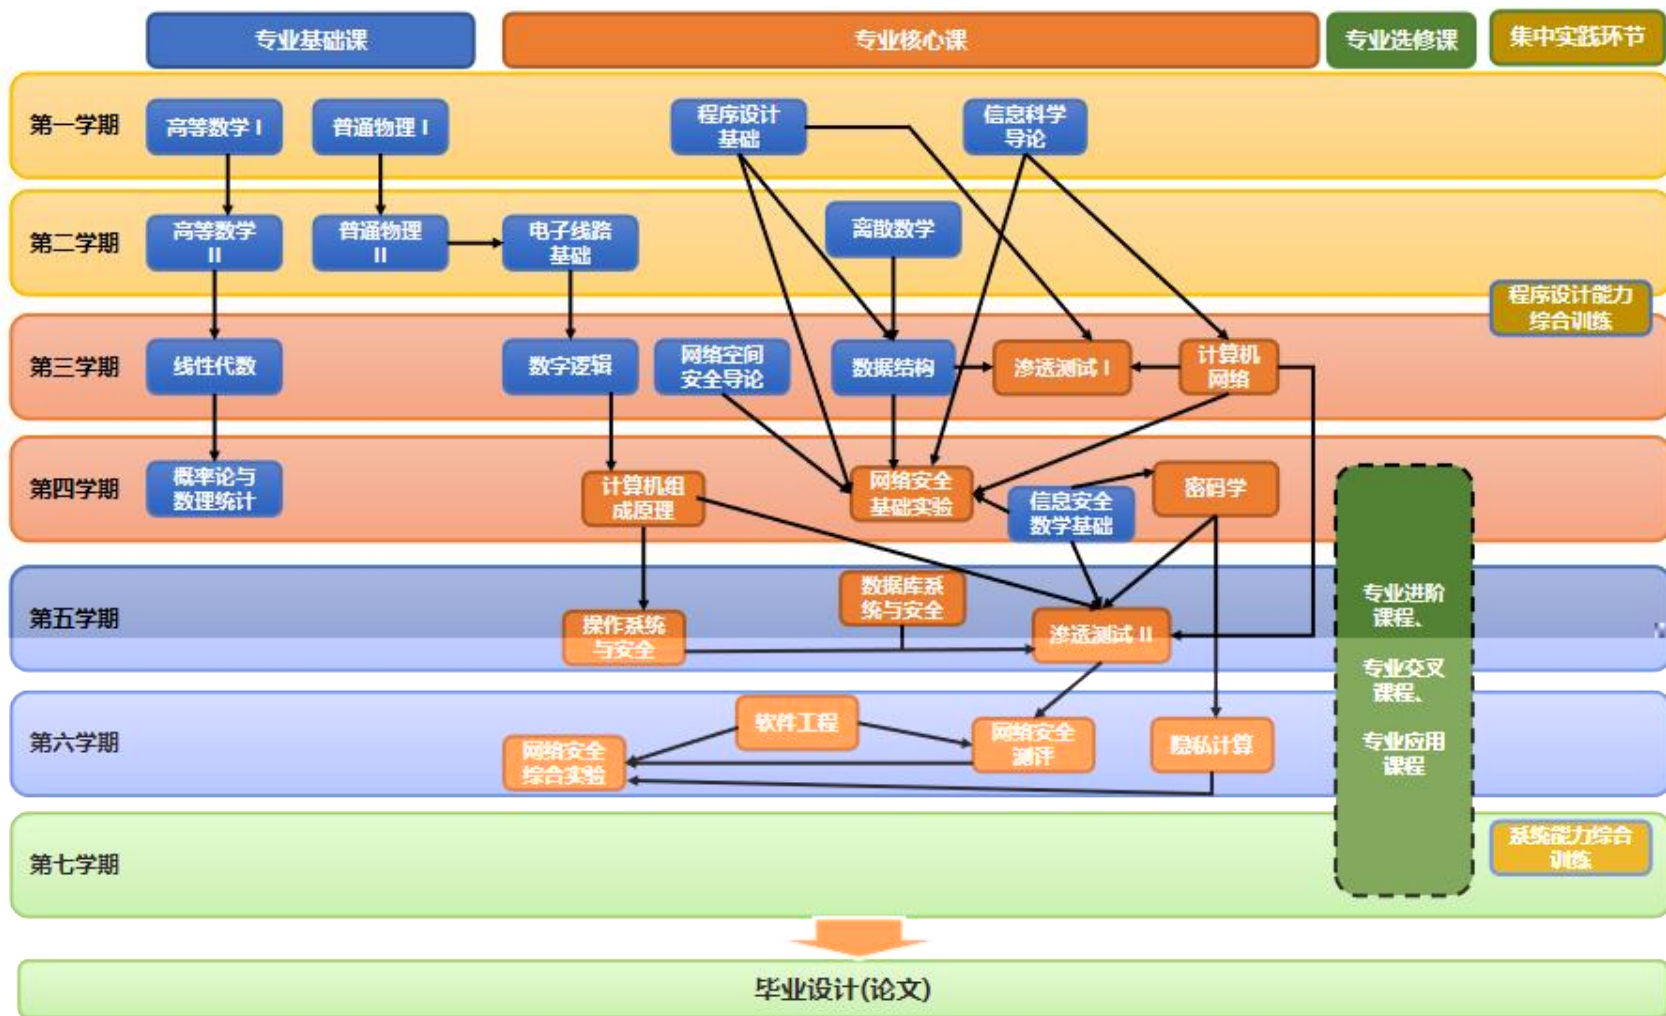 专业基础课
专业核心课
专业选修课
集中实践环节
第一学期
高等数学 I
普通物理 I
程序设计
基础
信息科学
导论
第二学期
高等数学
II
普通物理
II
电子线路
基础
离散数学
程序设计能力
综合训练
第三学期
线性代数
数字逻辑
网络空间
安全导论
数据结构
渗透测试 I
计算机
网络
第四学期
概率论与
数理统计
计算机组
成原理
网络安全
基础实验
信息安全
数学基础
密码学
第五学期
操作系统
与安全
数据库系
统与安全
渗透测试 II
专业进阶
课程、
专业交叉
课程、
专业应用
课程
第六学期
网络安全
综合实验
软件工程
网络安全
测评
隐私计算
第七学期
系统能力综合
训练
毕业设计(论文)